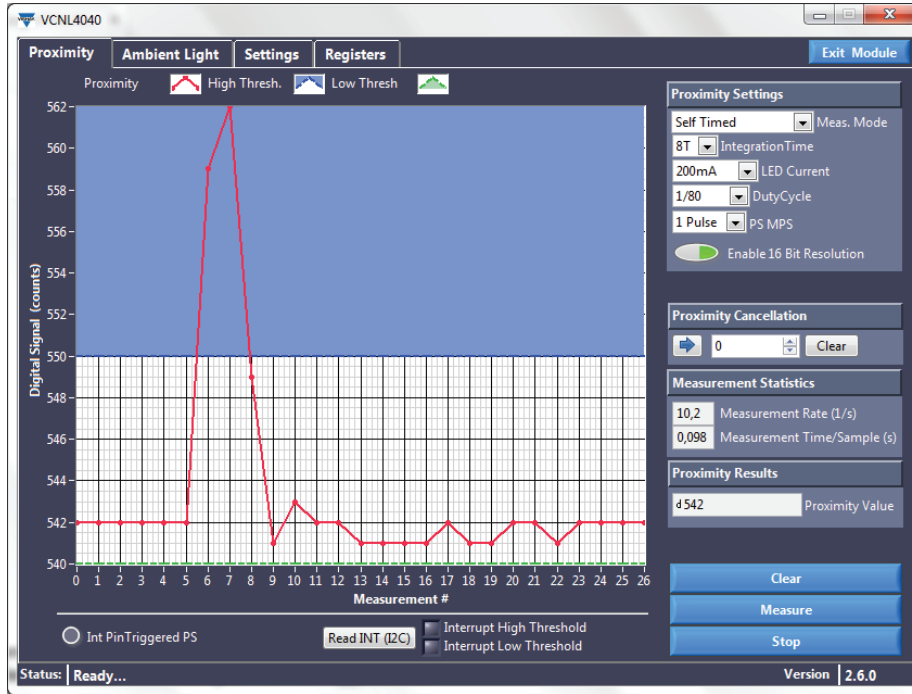 VCNL4040
Proximity Ambient Light Settings Registers Exit Module
Proximity High Thresh. Low Thresh
Digital Signal (counts)
562
560
558
556
554
552
550
548
546
544
542
540
0 1 2 3 4 5 6 7 8 9 10 11 12 13 14 15 16 17 18 19 20 21 22 23 24 25 26
Measurement #
Int PinTriggered PS
Read INT (I2C)
Interrupt High Threshold
Interrupt Low Threshold
Proximity Settings
Self Timed Meas. Mode
8T IntegrationTime
200mA LED Current
1/80 DutyCycle
1 Pulse PS MPS
Enable 16 Bit Resolution
Proximity Cancellation
0 Clear
Measurement Statistics
10,2 Measurement Rate (1/s)
0,098 Measurement Time/Sample (s)
Proximity Results
d 542 Proximity Value
Clear
Measure
Stop
Status: Ready... Version 2.6.0